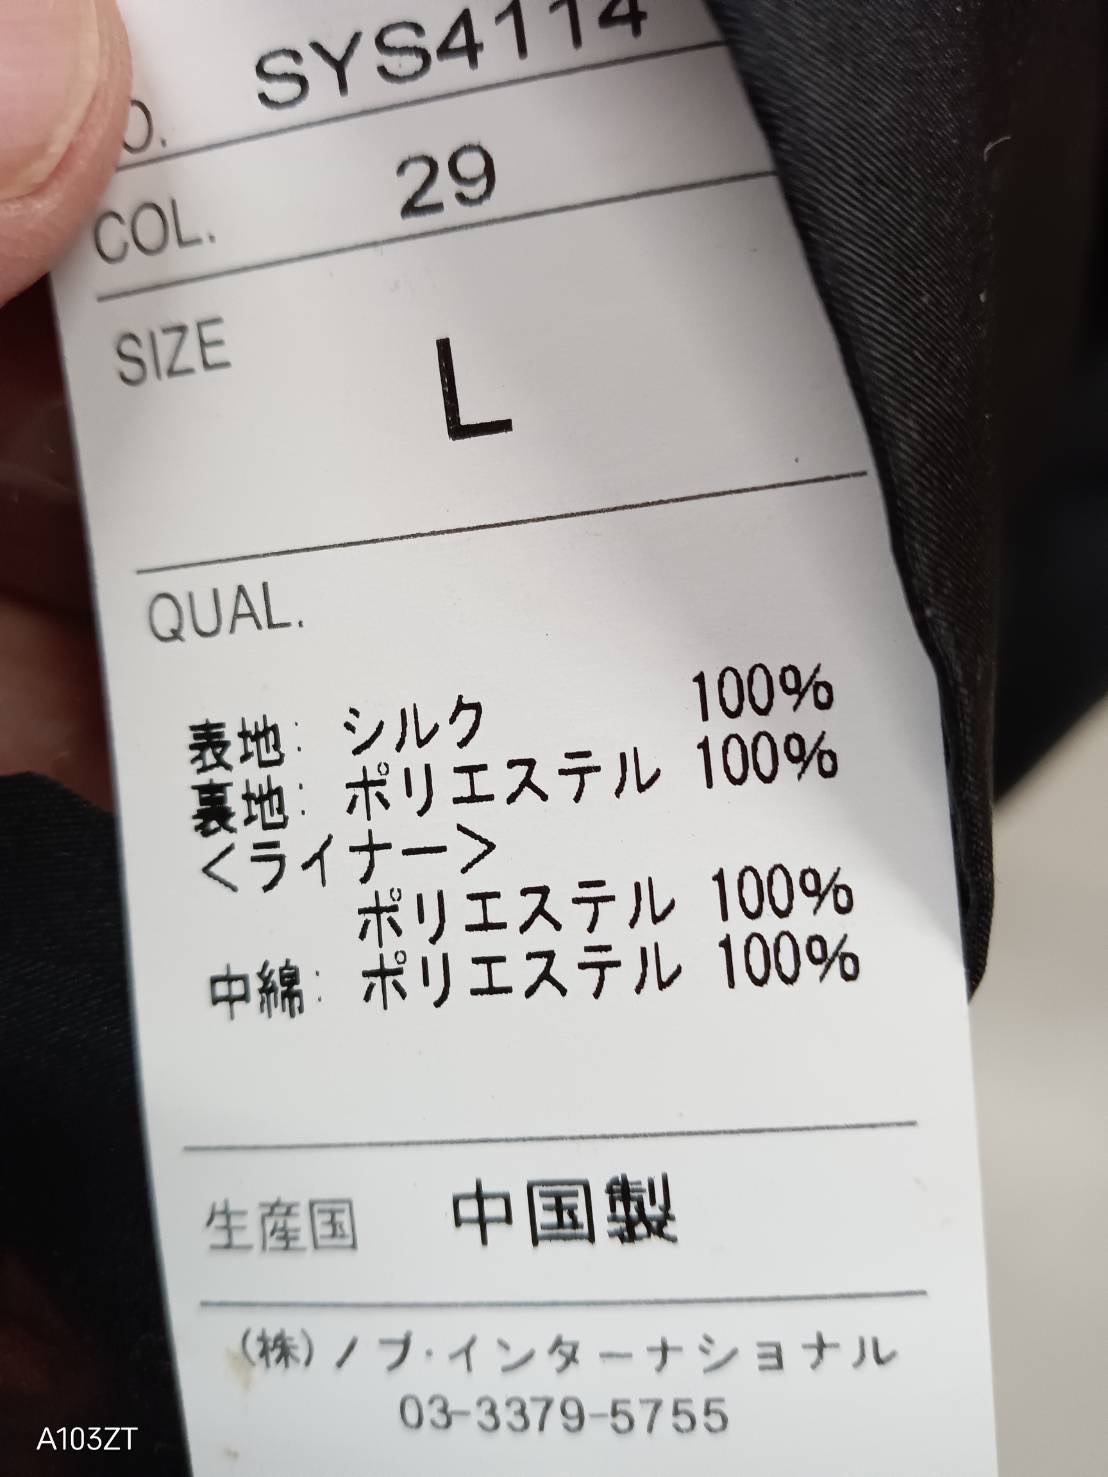 O. SYS4114
COL. 29
SIZE L
QUAL.
表地: シルク 100%
裏地: ポリエステル 100%
<ライナー>
ポリエステル 100%
中綿: ポリエステル 100%
生産国 中国製
(株)ノブ·インターナショナル
03-3379-5755
A103ZT